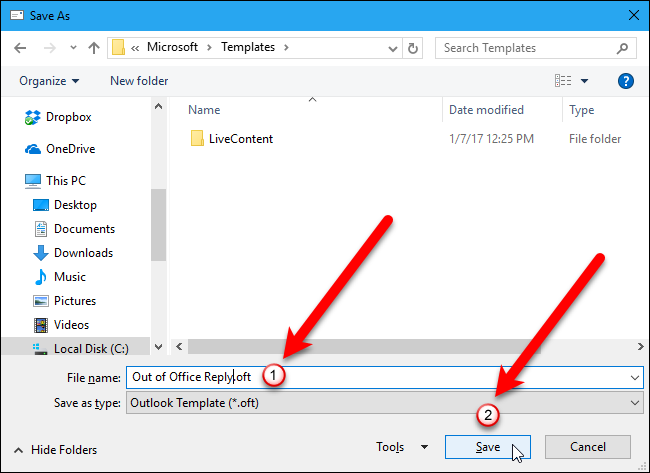 Save As
« Microsoft › Templates ›
Search Templates
Organize
New folder
?
Name
Date modified
Type
Dropbox
OneDrive
This PC
Desktop
Documents
Downloads
Music
Pictures
Videos
Local Disk (C:)
LiveContent
1/7/17 12:25 PM
File folder
File name:
Out of Office Reply.oft
1
Save as type:
Outlook Template (*.oft)
2
Hide Folders
Tools
Save
Cancel